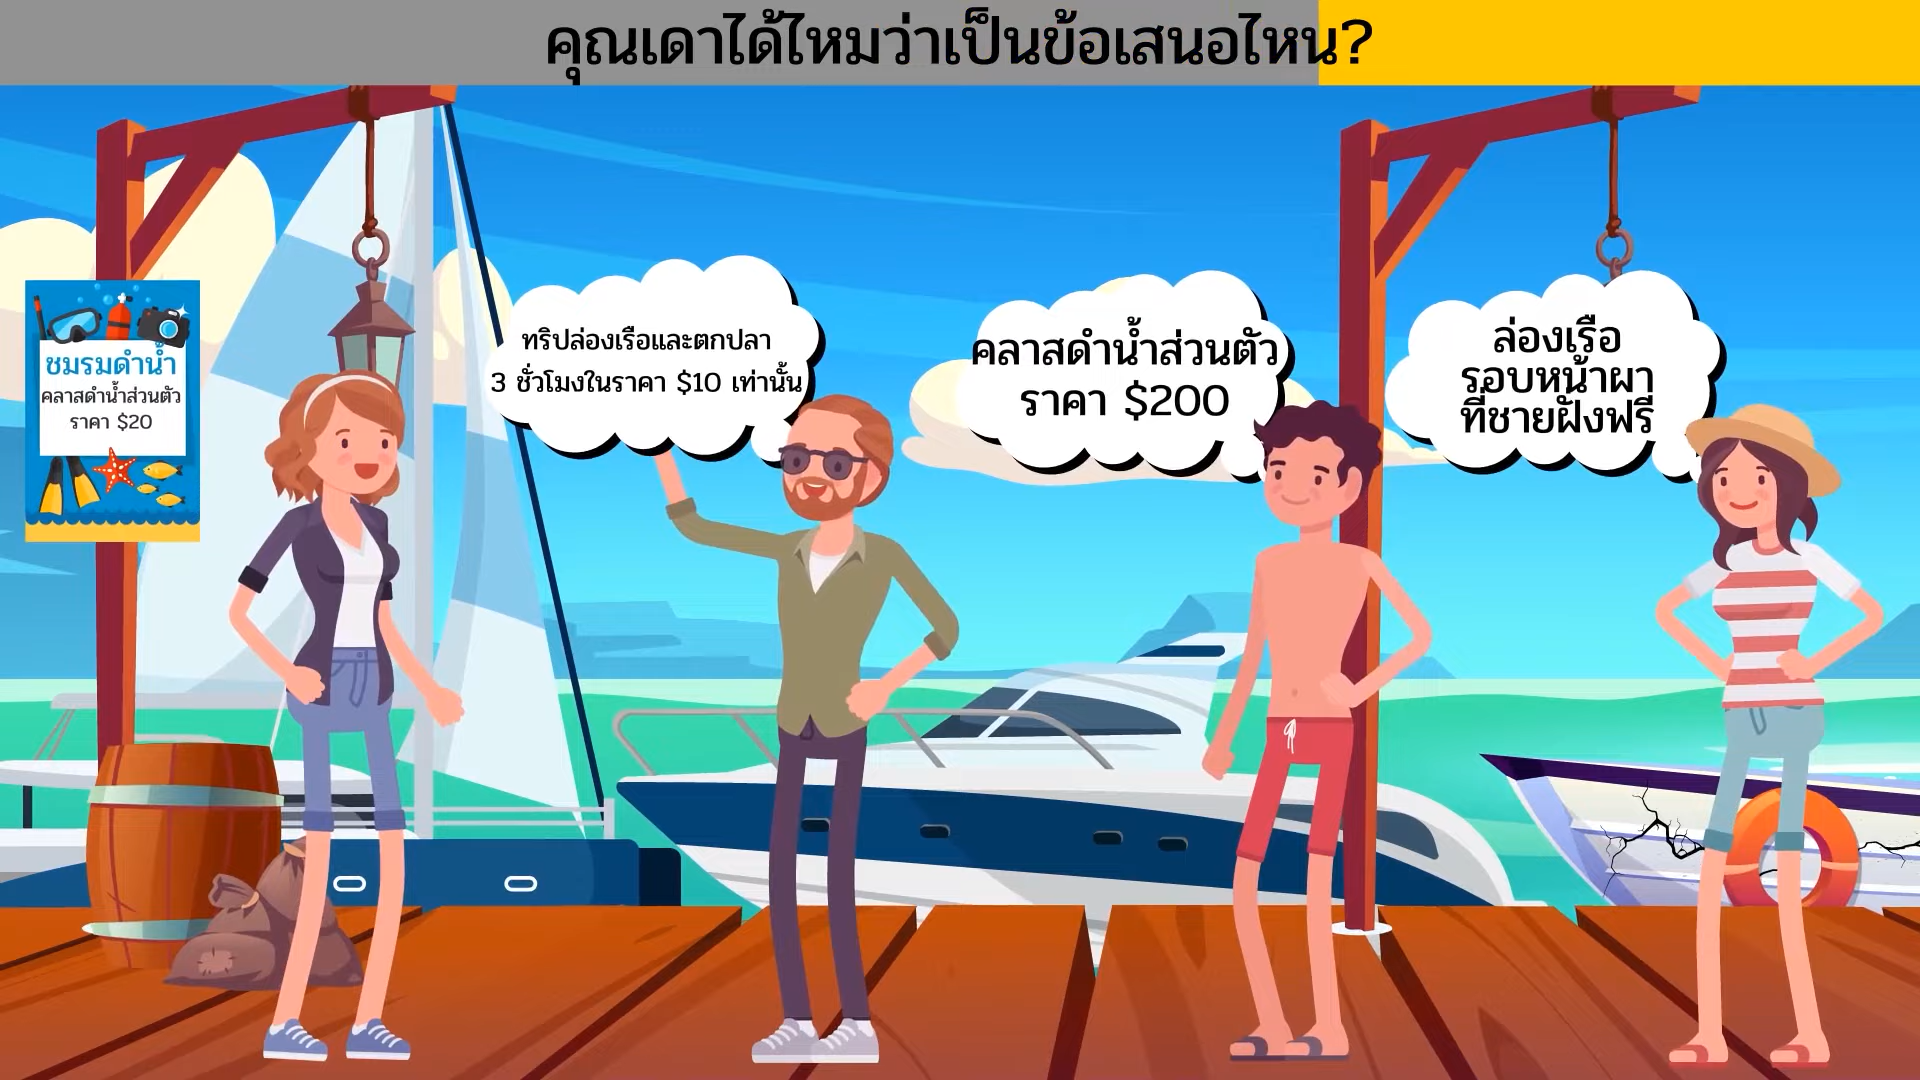 คุณเดาได้ไหมว่าเป็นข้อเสนอไหน?
ชมรมดำน้ำ
คลาสดำน้ำส่วนตัว
ราคา $20
ทริปล่องเรือและตกปลา
3 ชั่วโมงในราคา $10 เท่านั้น
คลาสดำน้ำส่วนตัว
ราคา $200
ล่องเรือ
รอบหน้าผา
ที่ชายฝั่งฟรี